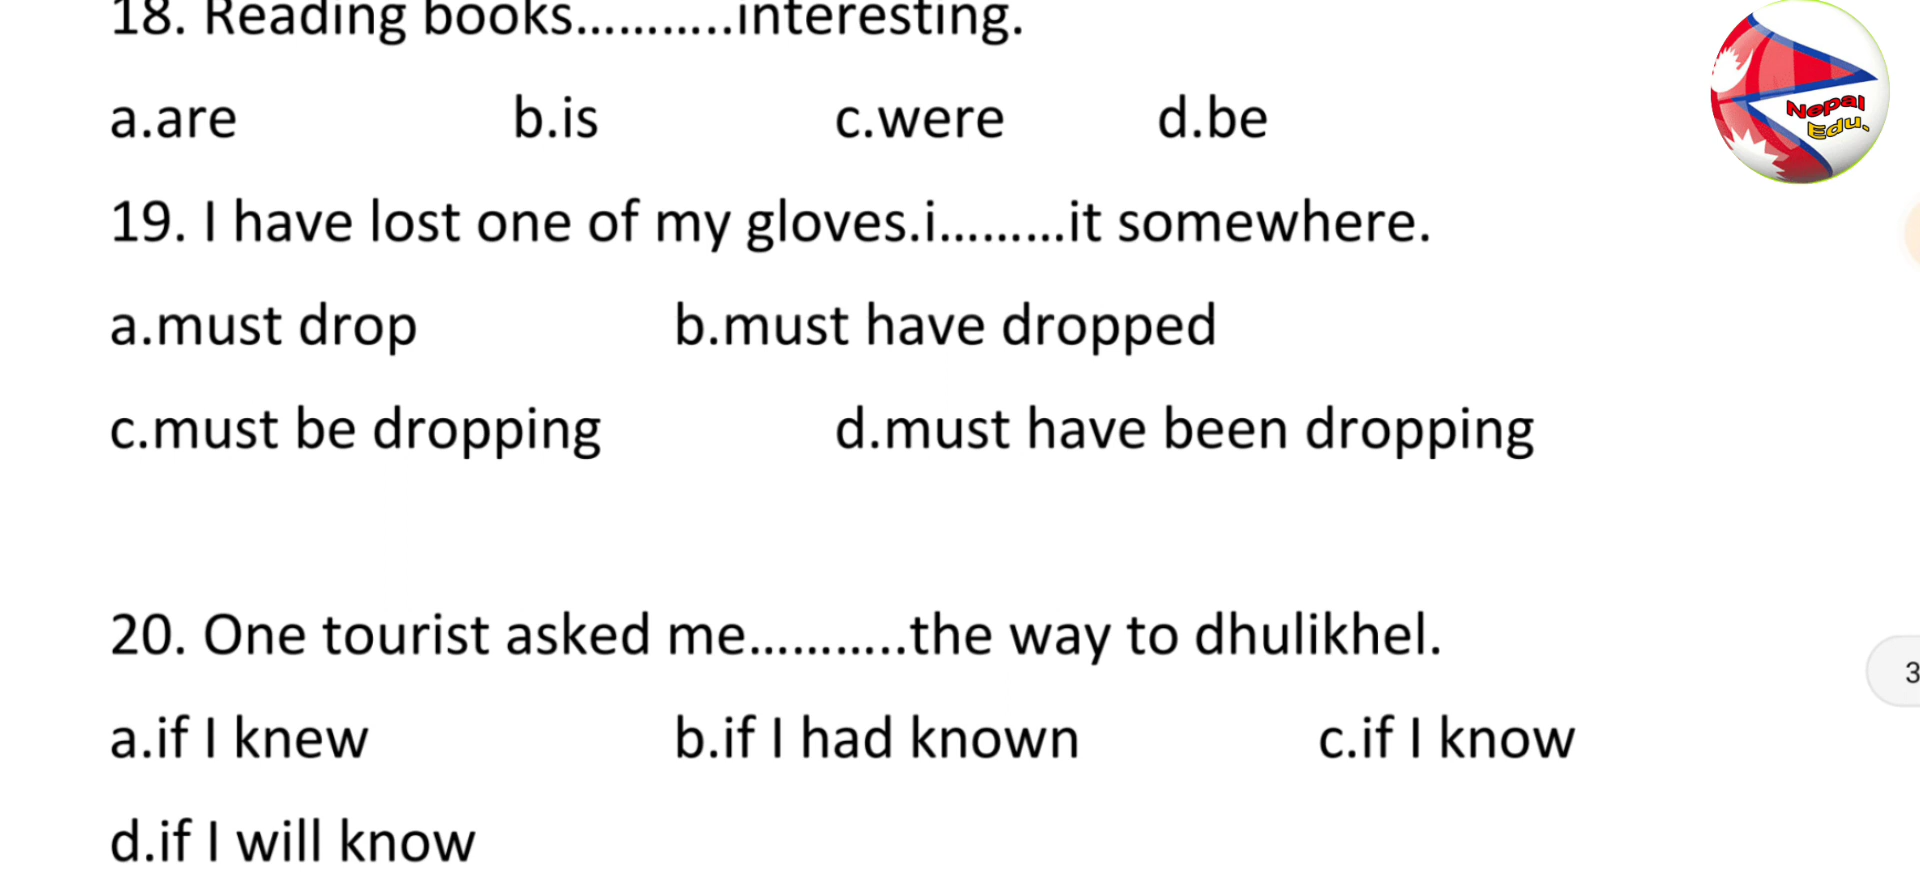 18. Reading books...........interesting.
a.are b.is c.were d.be
Nepal
Edu.
19. I have lost one of my gloves.i.........it somewhere.
a.must drop b.must have dropped
c.must be dropping d.must have been dropping
20. One tourist asked me...........the way to dhulikhel.
3
a.if I knew b.if I had known c.if I know
d.if I will know